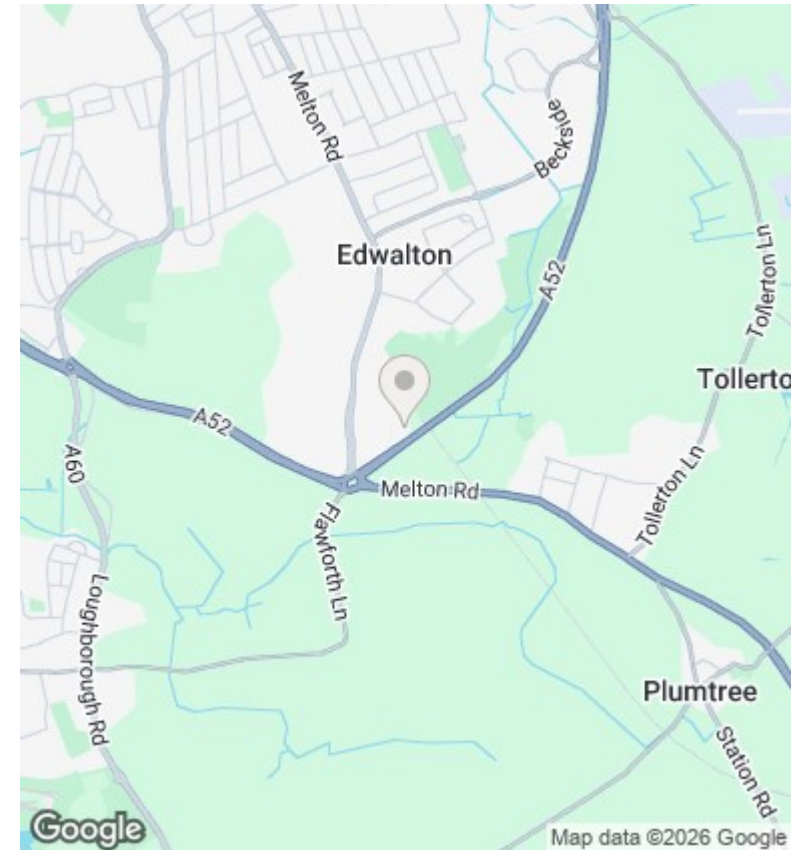 Melton Rd
Beckside
Edwalton
A52
Tollerton Ln
Tollerto
A52
A60
Melton Rd
Tollerton Ln
Flawforth Ln
Loughborough Rd
Plumtree
Station Rd
Google
Map data ©2026 Google